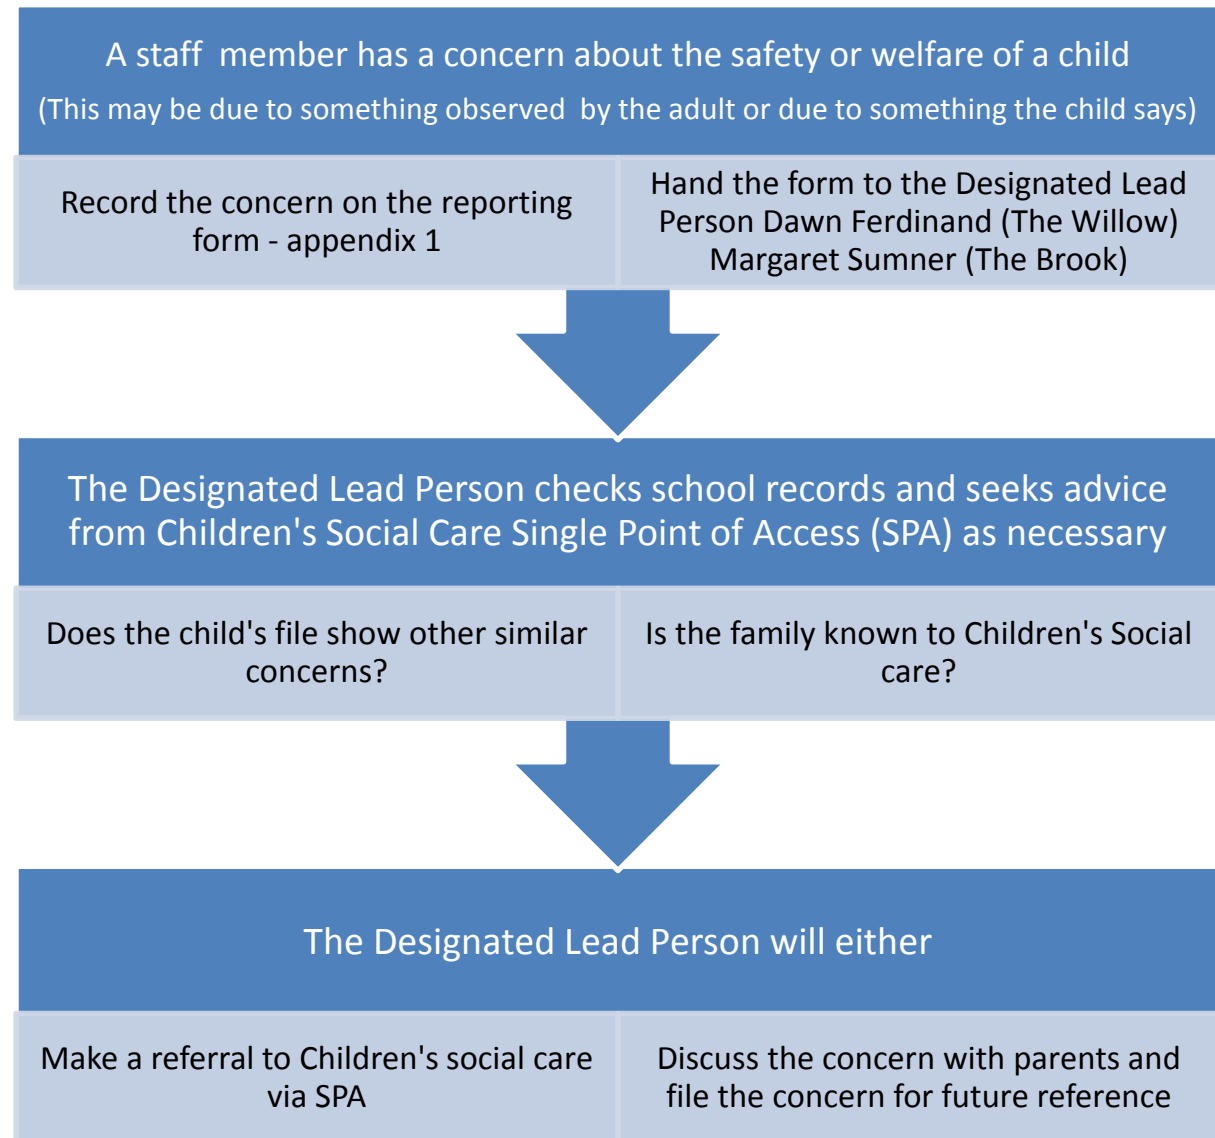 A staff  member has a concern about the safety or welfare of a child
(This may be due to something observed  by the adult or due to something the child says)
Record the concern on the reporting
form - appendix 1
Hand the form to the Designated Lead
Person Dawn Ferdinand (The Willow)
Margaret Sumner (The Brook)
The Designated Lead Person checks school records and seeks advice
from Children's Social Care Single Point of Access (SPA) as necessary
Does the child's file show other similar
concerns?
Is the family known to Children's Social
care?
The Designated Lead Person will either
Make a referral to Children's social care
via SPA
Discuss the concern with parents and
file the concern for future reference